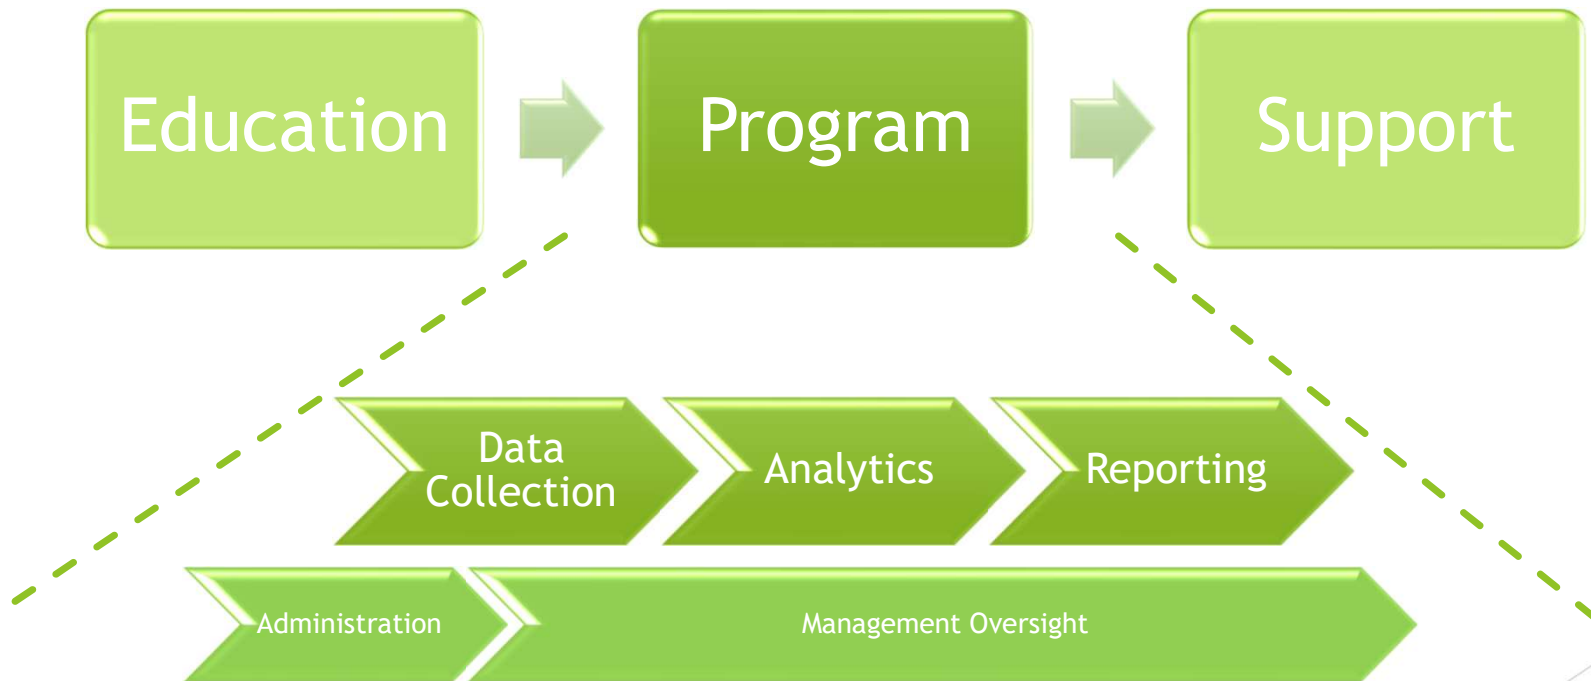 Education
Program
Support
Data
Collection
Analytics
Reporting
Administration
Management Oversight